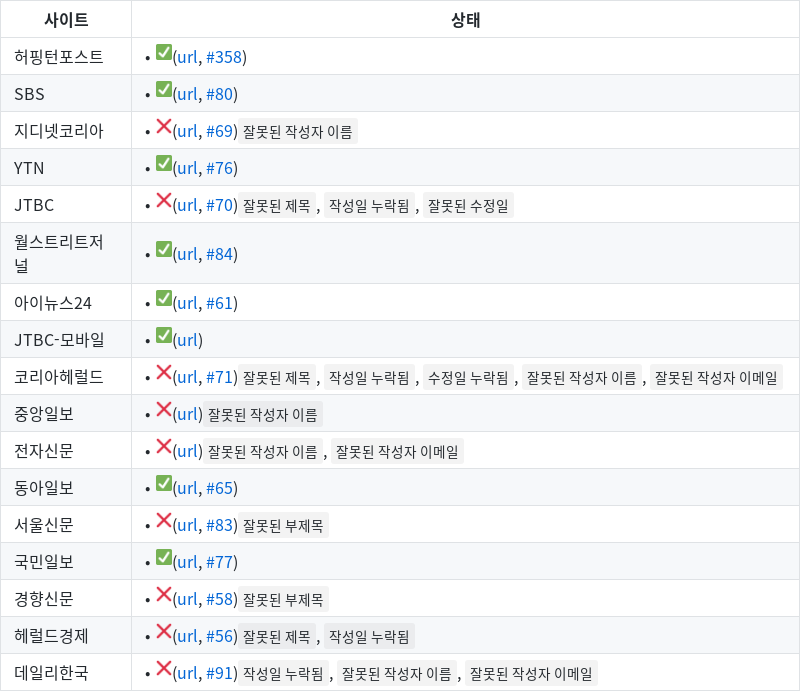 사이트 상태
허핑턴포스트 • ✅(url, #358)
SBS • ✅(url, #80)
지디넷코리아 • ❌(url, #69) 잘못된 작성자 이름
YTN • ✅(url, #76)
JTBC • ❌(url, #70) 잘못된 제목 , 작성일 누락됨 , 잘못된 수정일
월스트리트저
널 • ✅(url, #84)
아이뉴스24 • ✅(url, #61)
JTBC-모바일 • ✅(url)
코리아헤럴드 • ❌(url, #71) 잘못된 제목 , 작성일 누락됨 , 수정일 누락됨 , 잘못된 작성자 이름 , 잘못된 작성자 이메일
중앙일보 • ❌(url) 잘못된 작성자 이름
전자신문 • ❌(url) 잘못된 작성자 이름 , 잘못된 작성자 이메일
동아일보 • ✅(url, #65)
서울신문 • ❌(url, #83) 잘못된 부제목
국민일보 • ✅(url, #77)
경향신문 • ❌(url, #58) 잘못된 부제목
헤럴드경제 • ❌(url, #56) 잘못된 제목 , 작성일 누락됨
데일리한국 • ❌(url, #91) 작성일 누락됨 , 잘못된 작성자 이름 , 잘못된 작성자 이메일